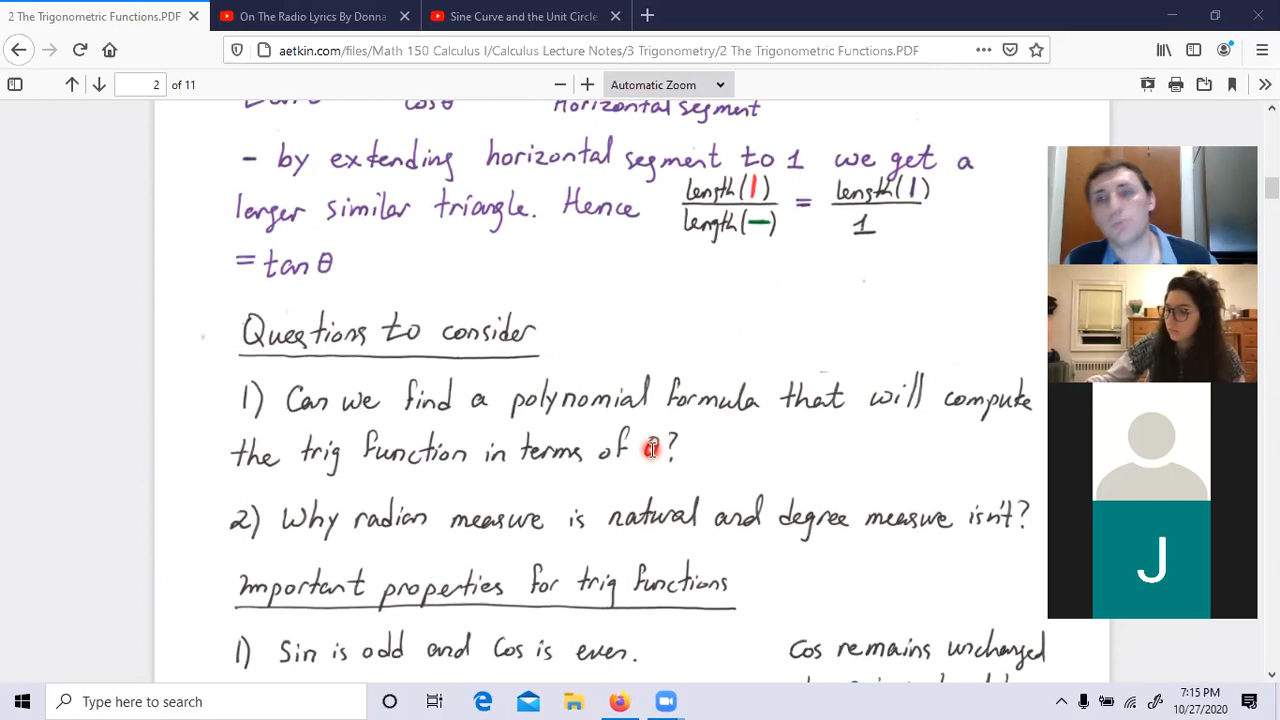 2 The Trigonometric Functions.PDF
On The Radio Lyrics By Donna
Sine Curve and the Unit Circle
aetkin.com/files/Math 150 Calculus I/Calculus Lecture Notes/3 Trigonometry/2 The Trigonometric Functions.PDF
2 of 11
Automatic Zoom
cosθ Horizontal segment
- by extending horizontal segment to 1 we get a
larger similar triangle. Hence length(|) / length(—) = length(|) / 1
= tan θ
Questions to consider
1) Can we find a polynomial formula that will compute
the trig function in terms of ?
2) Why radian measure is natural and degree measure isn't?
Important properties for trig functions
1) Sin is odd and Cos is even.
Cos remains unchanged
J
Type here to search
7:15 PM
10/27/2020